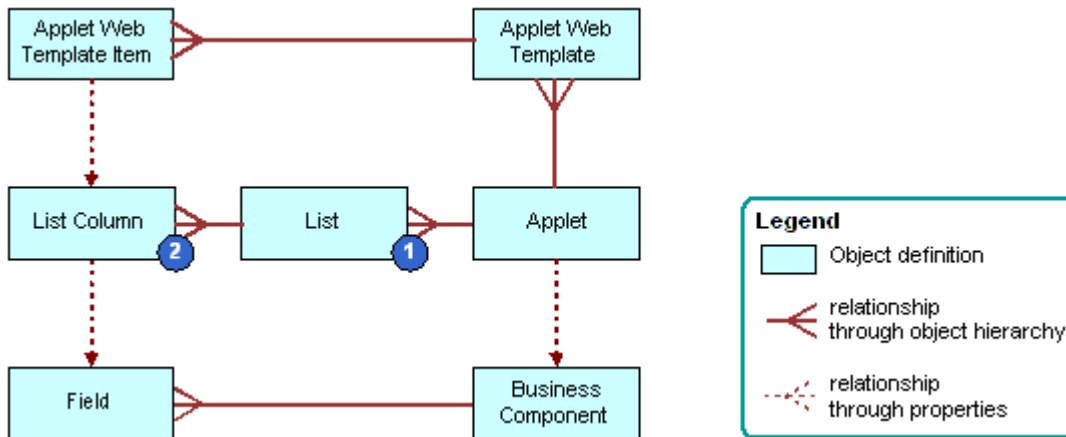 Applet Web
Template Item
Applet Web
Template
List Column
2
List
1
Applet
Field
Business
Component
Legend
Object definition
relationship
through object hierarchy
relationship
through properties